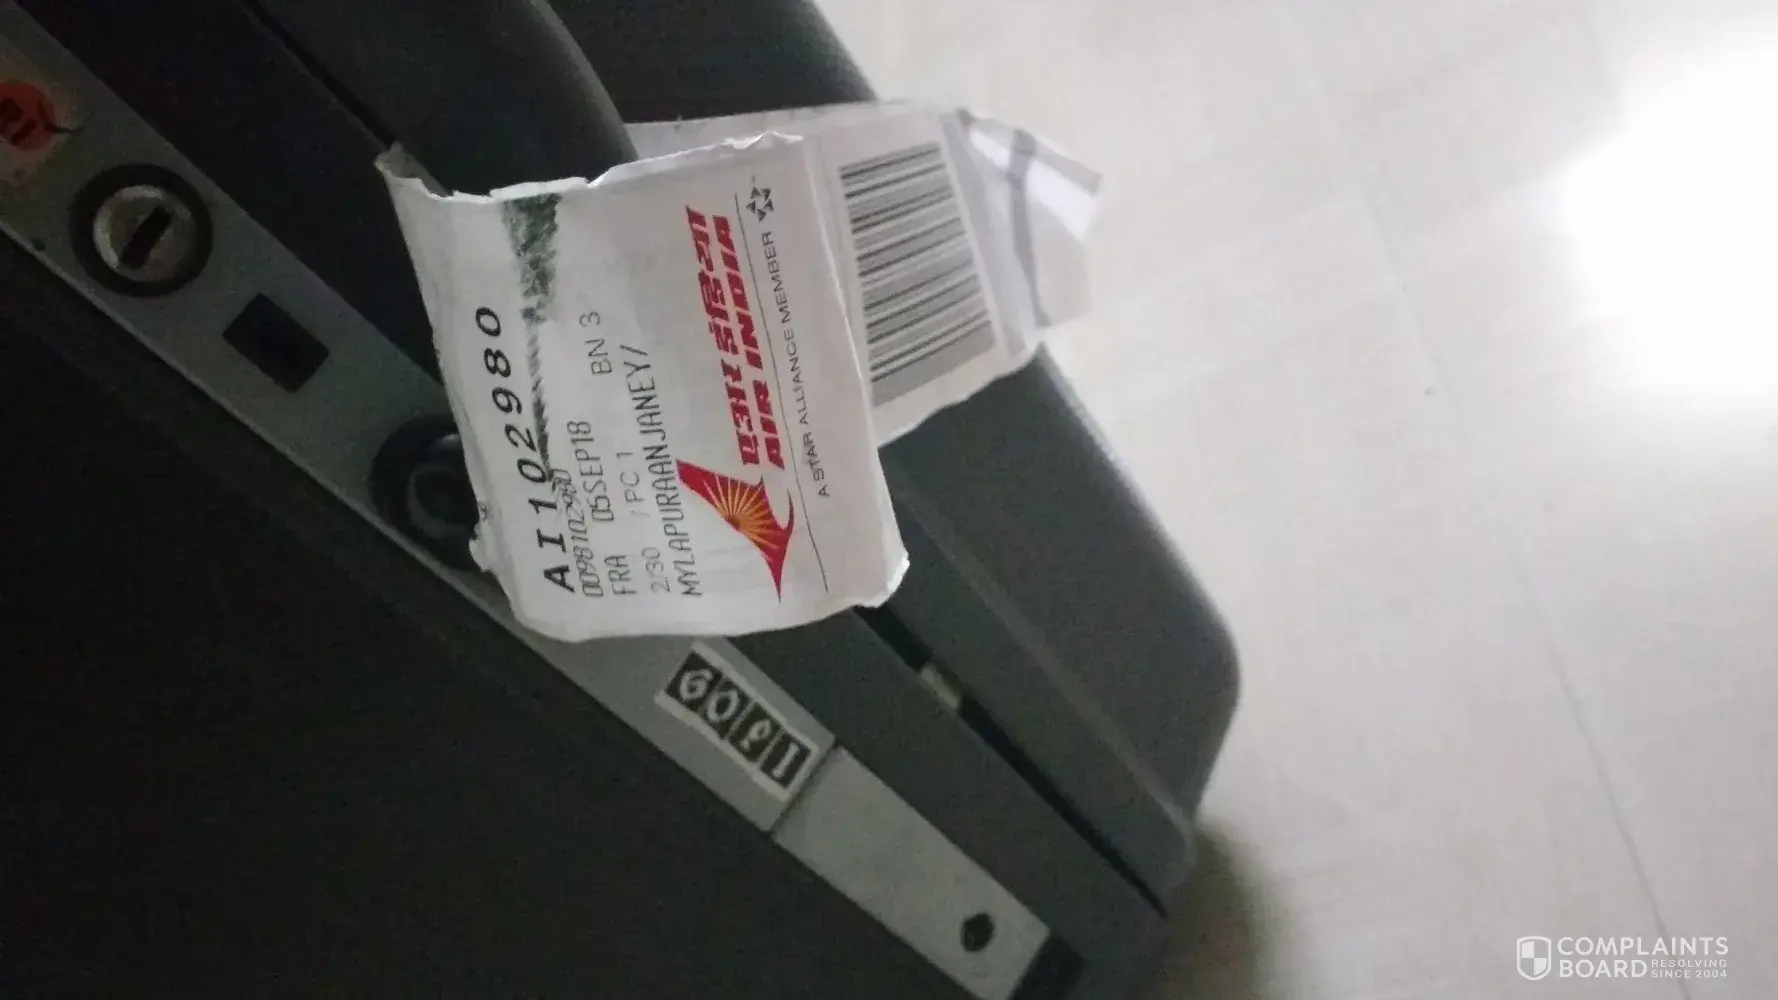 AI102980
0098102980
FRA 05SEP18
2/30 / PC 1 BN 3
MYLAPURAANJANEY/
एअर इंडिया
AIR INDIA
A STAR ALLIANCE MEMBER
COMPLAINTS
BOARD RESOLVING
SINCE 2004